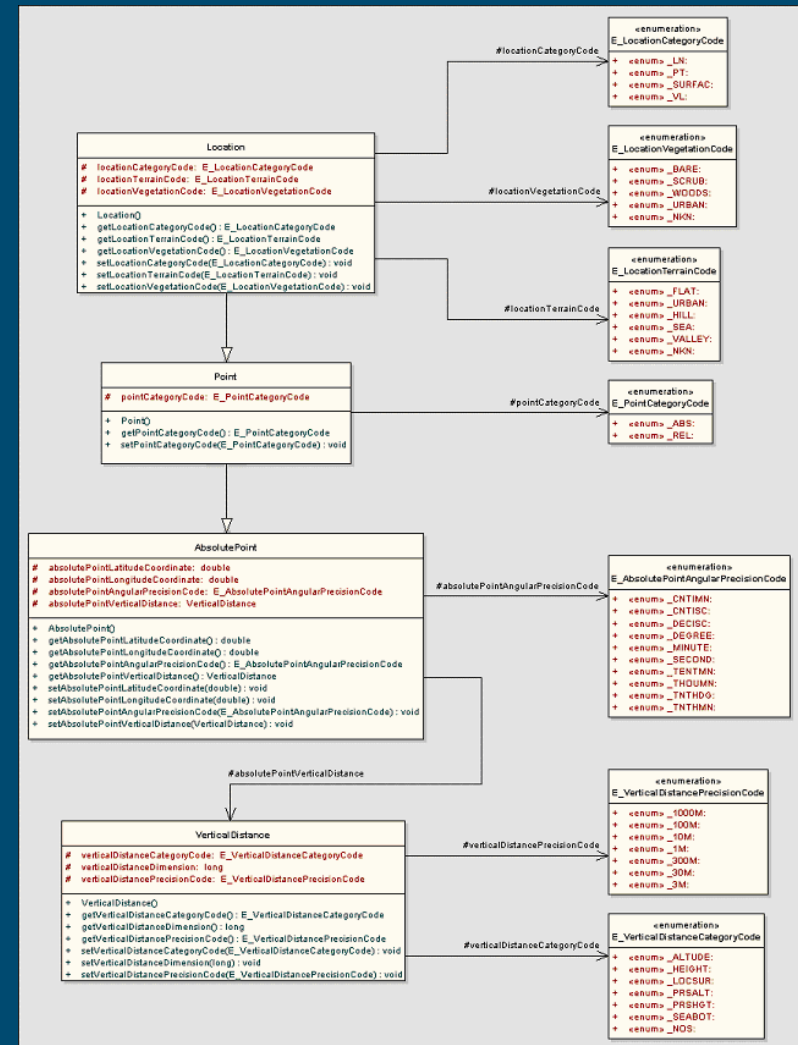 «enumeration»
E_LocationCategoryCode
+ «enum» _LN:
+ «enum» _PT:
+ «enum» _SURFAC:
+ «enum» _VL:
#locationCategoryCode
Location
# locationCategoryCode: E_LocationCategoryCode
# locationTerrainCode: E_LocationTerrainCode
# locationVegetationCode: E_LocationVegetationCode
+ Location()
+ getLocationCategoryCode() : E_LocationCategoryCode
+ getLocationTerrainCode() : E_LocationTerrainCode
+ getLocationVegetationCode() : E_LocationVegetationCode
+ setLocationCategoryCode(E_LocationCategoryCode) : void
+ setLocationTerrainCode(E_LocationTerrainCode) : void
+ setLocationVegetationCode(E_LocationVegetationCode) : void
#locationVegetationCode
«enumeration»
E_LocationVegetationCode
+ «enum» _BARE:
+ «enum» _SCRUB:
+ «enum» _WOODS:
+ «enum» _URBAN:
+ «enum» _NKN:
#locationTerrainCode
«enumeration»
E_LocationTerrainCode
+ «enum» _FLAT:
+ «enum» _URBAN:
+ «enum» _HILL:
+ «enum» _SEA:
+ «enum» _VALLEY:
+ «enum» _NKN:
Point
# pointCategoryCode: E_PointCategoryCode
+ Point()
+ getPointCategoryCode() : E_PointCategoryCode
+ setPointCategoryCode(E_PointCategoryCode) : void
#pointCategoryCode
«enumeration»
E_PointCategoryCode
+ «enum» _ABS:
+ «enum» _REL:
AbsolutePoint
# absolutePointLatitudeCoordinate: double
# absolutePointLongitudeCoordinate: double
# absolutePointAngularPrecisionCode: E_AbsolutePointAngularPrecisionCode
# absolutePointVerticalDistance: VerticalDistance
+ AbsolutePoint()
+ getAbsolutePointLatitudeCoordinate() : double
+ getAbsolutePointLongitudeCoordinate() : double
+ getAbsolutePointAngularPrecisionCode() : E_AbsolutePointAngularPrecisionCode
+ getAbsolutePointVerticalDistance() : VerticalDistance
+ setAbsolutePointLatitudeCoordinate(double) : void
+ setAbsolutePointLongitudeCoordinate(double) : void
+ setAbsolutePointAngularPrecisionCode(E_AbsolutePointAngularPrecisionCode) : void
+ setAbsolutePointVerticalDistance(VerticalDistance) : void
#absolutePointAngularPrecisionCode
«enumeration»
E_AbsolutePointAngularPrecisionCode
+ «enum» _CNTIMN:
+ «enum» _CNTISC:
+ «enum» _DECISC:
+ «enum» _DEGREE:
+ «enum» _MINUTE:
+ «enum» _SECOND:
+ «enum» _TENTMN:
+ «enum» _THOUMN:
+ «enum» _TNTHDG:
+ «enum» _TNTHMN:
#absolutePointVerticalDistance
VerticalDistance
# verticalDistanceCategoryCode: E_VerticalDistanceCategoryCode
# verticalDistanceDimension: long
# verticalDistancePrecisionCode: E_VerticalDistancePrecisionCode
+ VerticalDistance()
+ getVerticalDistanceCategoryCode() : E_VerticalDistanceCategoryCode
+ getVerticalDistanceDimension() : long
+ getVerticalDistancePrecisionCode() : E_VerticalDistancePrecisionCode
+ setVerticalDistanceCategoryCode(E_VerticalDistanceCategoryCode) : void
+ setVerticalDistanceDimension(long) : void
+ setVerticalDistancePrecisionCode(E_VerticalDistancePrecisionCode) : void
#verticalDistancePrecisionCode
«enumeration»
E_VerticalDistancePrecisionCode
+ «enum» _1000M:
+ «enum» _100M:
+ «enum» _10M:
+ «enum» _1M:
+ «enum» _300M:
+ «enum» _30M:
+ «enum» _3M:
#verticalDistanceCategoryCode
«enumeration»
E_VerticalDistanceCategoryCode
+ «enum» _ALTUDE:
+ «enum» _HEIGHT:
+ «enum» _LOCSUR:
+ «enum» _PRSALT:
+ «enum» _PRSHGT:
+ «enum» _SEABOT:
+ «enum» _NOS: